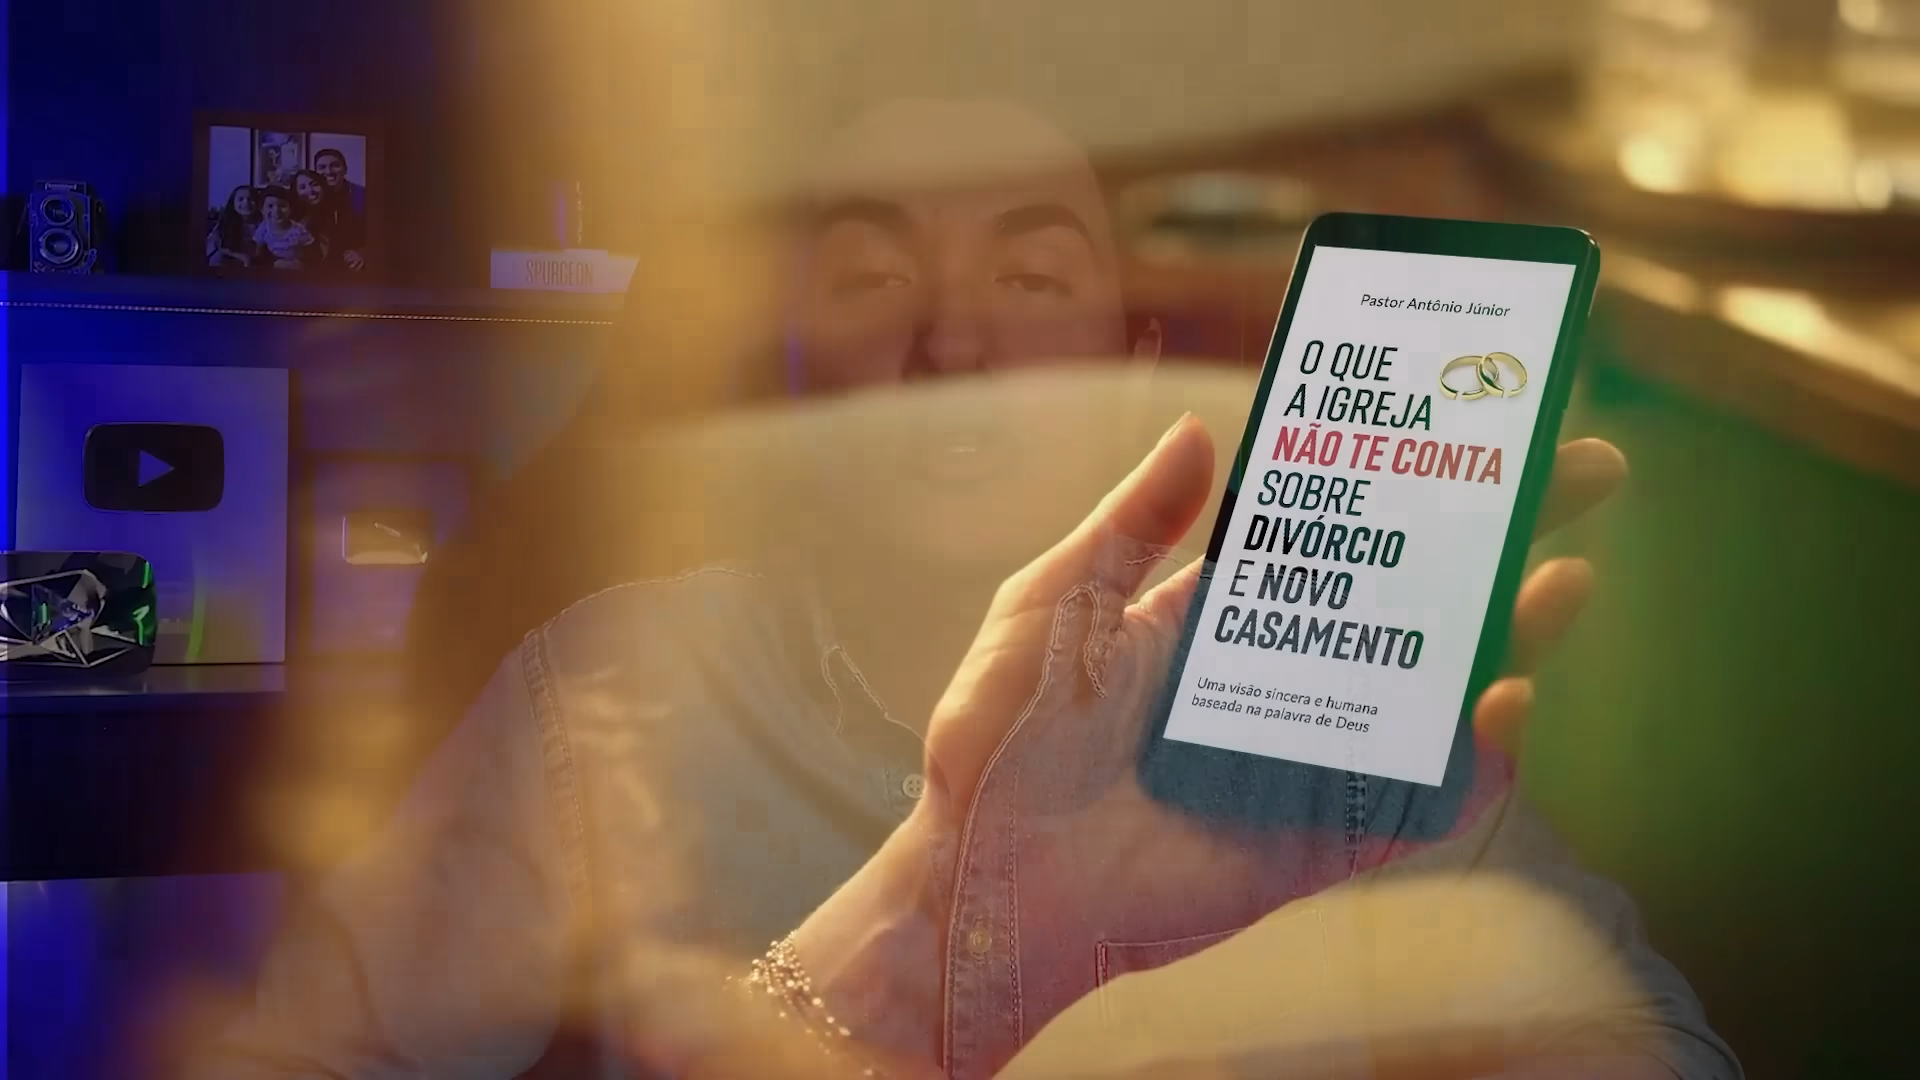 SPURGEON
Pastor Antônio Júnior
O QUE
A IGREJA
NÃO TE CONTA
SOBRE
DIVÓRCIO
E NOVO
CASAMENTO
Uma visão sincera e humana
baseada na palavra de Deus